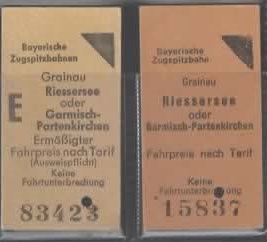 Bayerische
Zugspitzbahnen
Grainau
E
Riessersee
oder
Garmisch-
Partenkirchen
Ermäßigter
Fahrpreis nach Tarif
(Ausweispflicht)
Keine
Fahrtunterbrechung
83423
Bayerische
Zugspitzbahn
Grainau
Riessersee
oder
Garmisch-Partenkirchen
Fahrpreis nach Tarif
Keine
Fahrtunterbrechung
15837